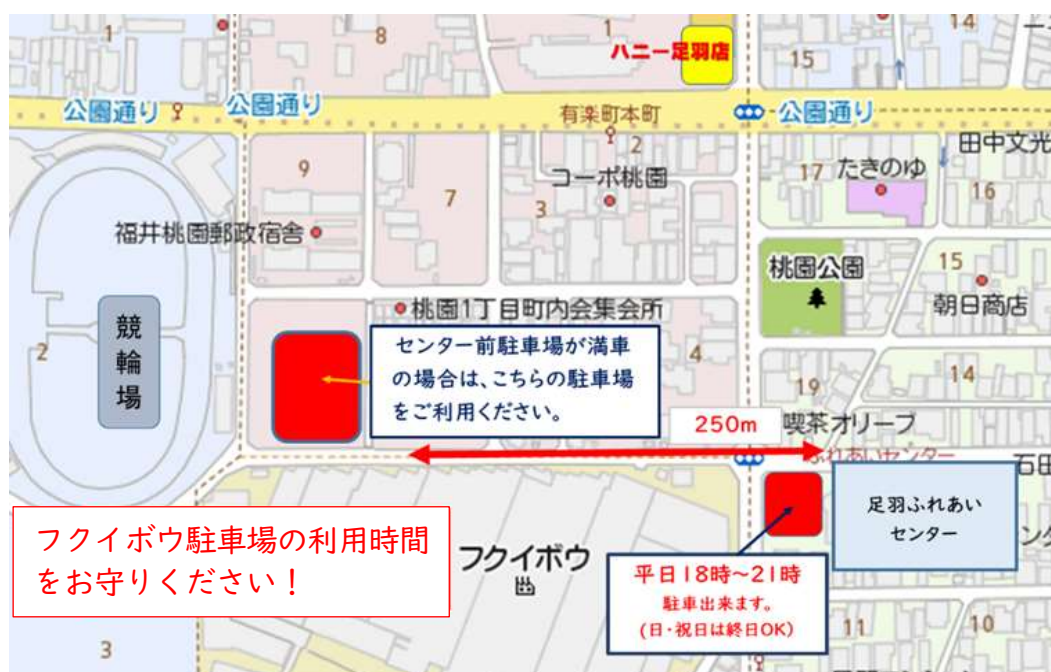 1
8
1
ハニー足羽店
15
14
公園通り
公園通り
有楽町本町
公園通り
田中文光
9
7
2
コーポ桃園
3
17
たきのゆ
16
福井桃園郵政宿舎
桃園公園
15
朝日商店
桃園1丁目町内会集会所
競輪場
2
センター前駐車場が満車
の場合は、こちらの駐車場
をご利用ください。
4
19
14
250m
喫茶オリーブ
ふれあいセンター
石田
足羽ふれあい
センター
フクイボウ駐車場の利用時間
をお守りください!
フクイボウ
平日18時~21時
駐車出来ます。
(日・祝日は終日OK)
11
10
3